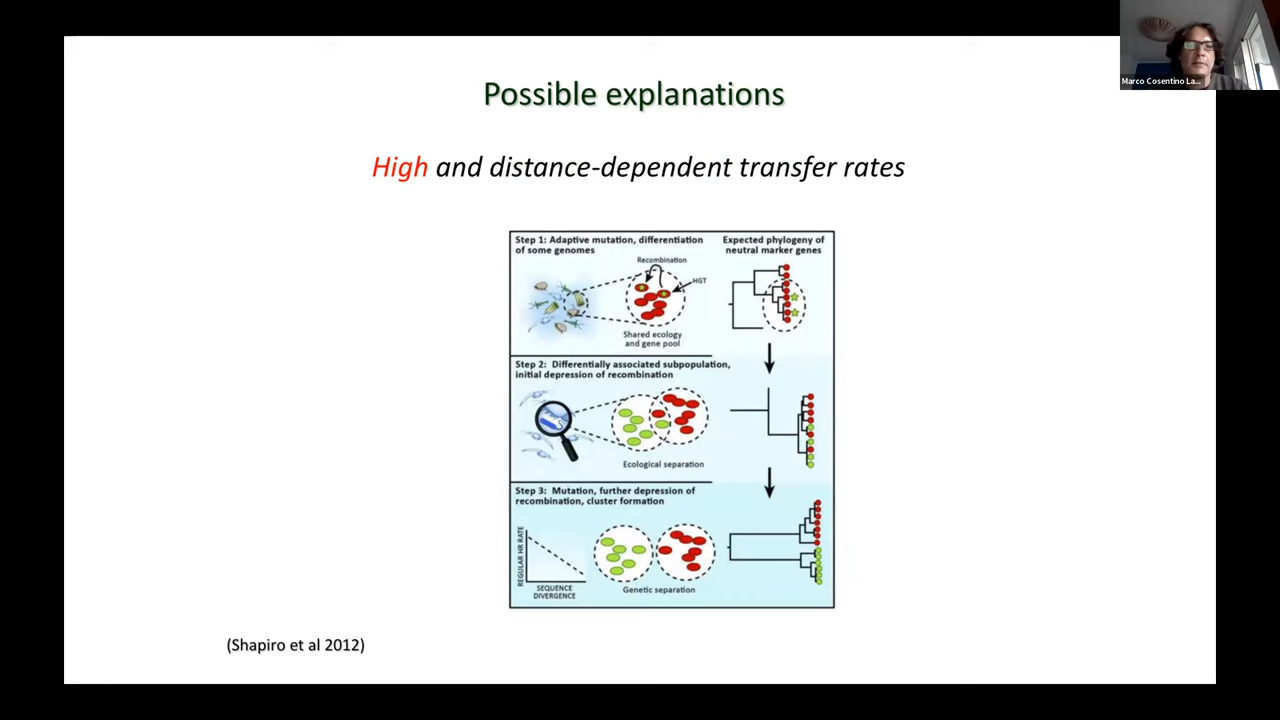 Marco Cosentino La...
Possible explanations
High and distance-dependent transfer rates
Step 1: Adaptive mutation, differentiation
of some genomes
Expected phylogeny of
neutral marker genes
Recombination
HGT
Shared ecology
and gene pool
Step 2: Differentially associated subpopulation,
initial depression of recombination
Ecological separation
Step 3: Mutation, further depression of
recombination, cluster formation
REGULAR HR RATE
SEQUENCE
DIVERGENCE
Genetic separation
(Shapiro et al 2012)